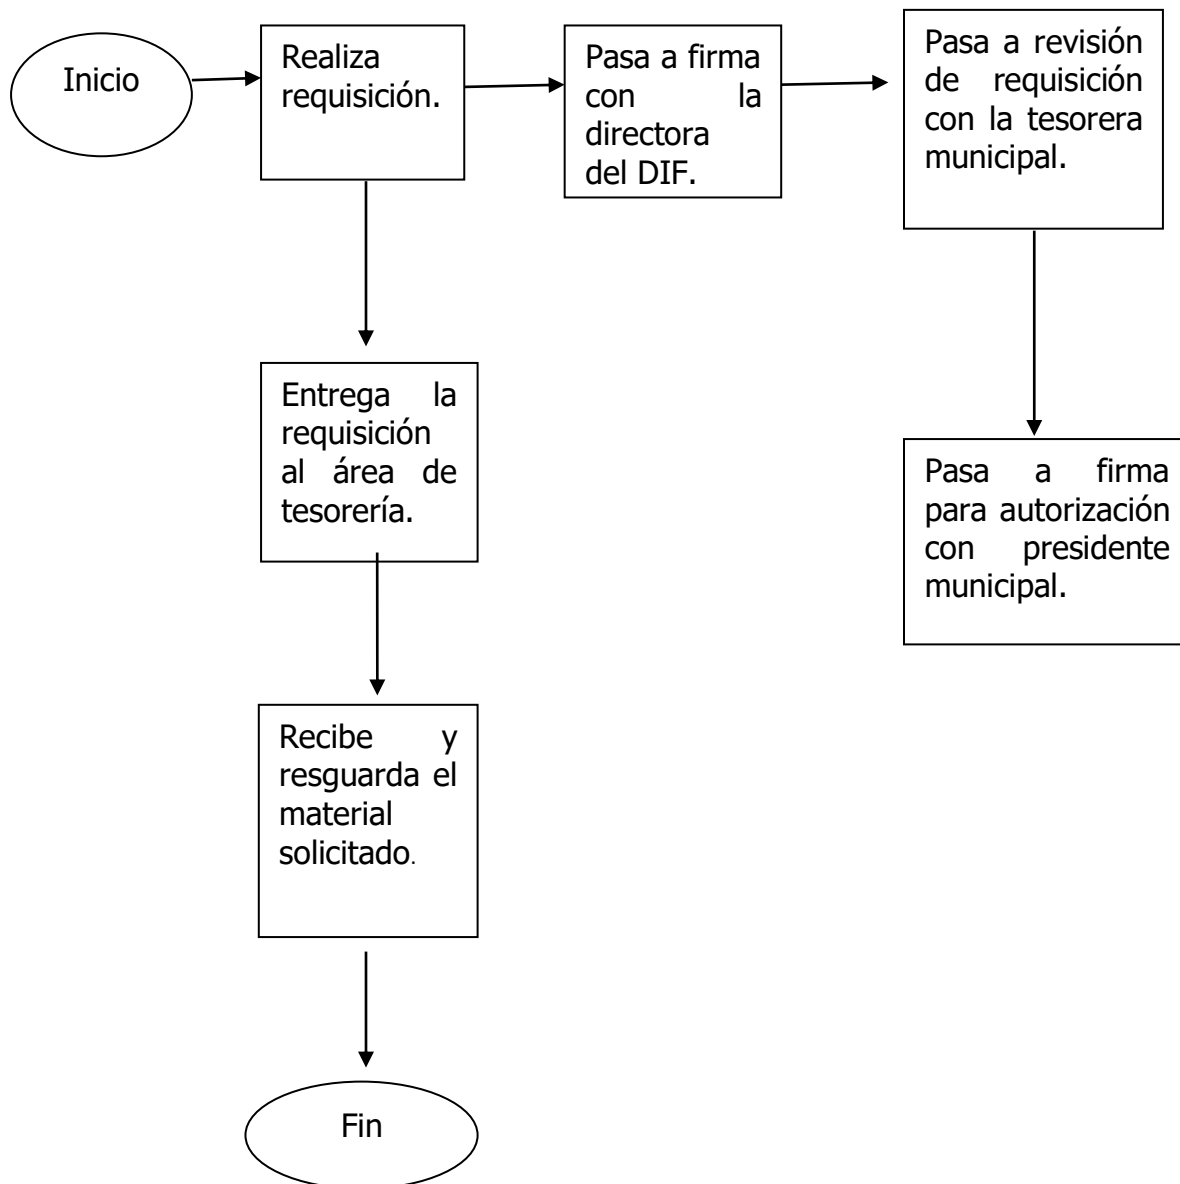 Inicio
Realiza
requisición.
Pasa a firma
con la
directora
del DIF.
Pasa a revisión
de requisición
con la tesorera
municipal.
Entrega la
requisición
al área de
tesorería.
Pasa a firma
para autorización
con presidente
municipal.
Recibe y
resguarda el
material
solicitado.
Fin